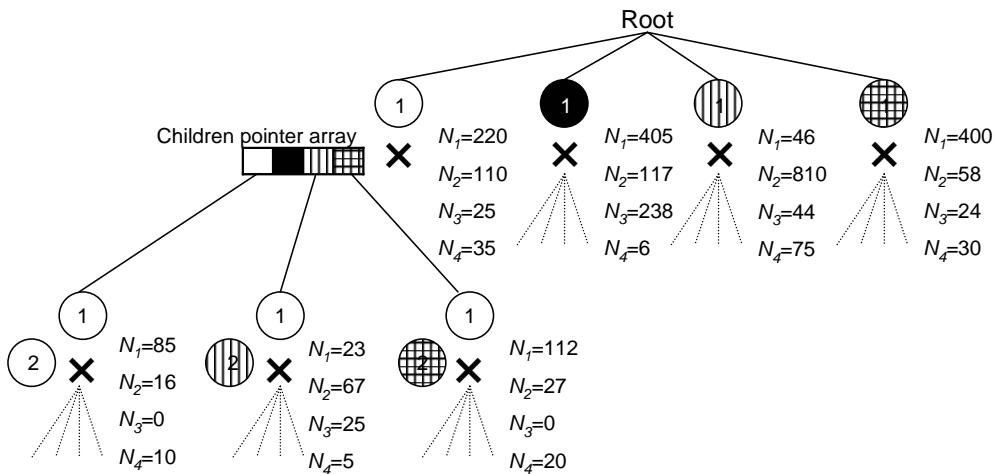 Root
1
1
1
1
Children pointer array
N1=220
N2=110
N3=25
N4=35
N1=405
N2=117
N3=238
N4=6
N1=46
N2=810
N3=44
N4=75
N1=400
N2=58
N3=24
N4=30
1
2
N1=85
N2=16
N3=0
N4=10
1
2
N1=23
N2=67
N3=25
N4=5
1
2
N1=112
N2=27
N3=0
N4=20